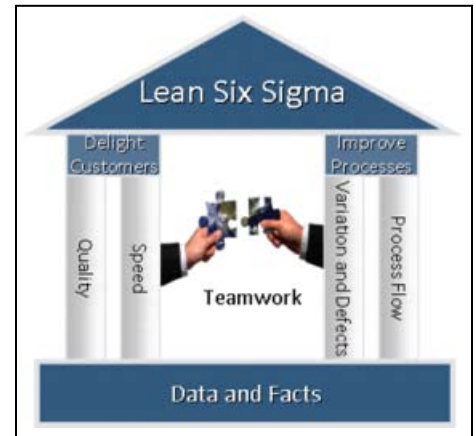 Lean Six Sigma
Delight
Customers
Improve
Processes
Quality
Speed
Teamwork
Variation and Defects
Process Flow
Data and Facts